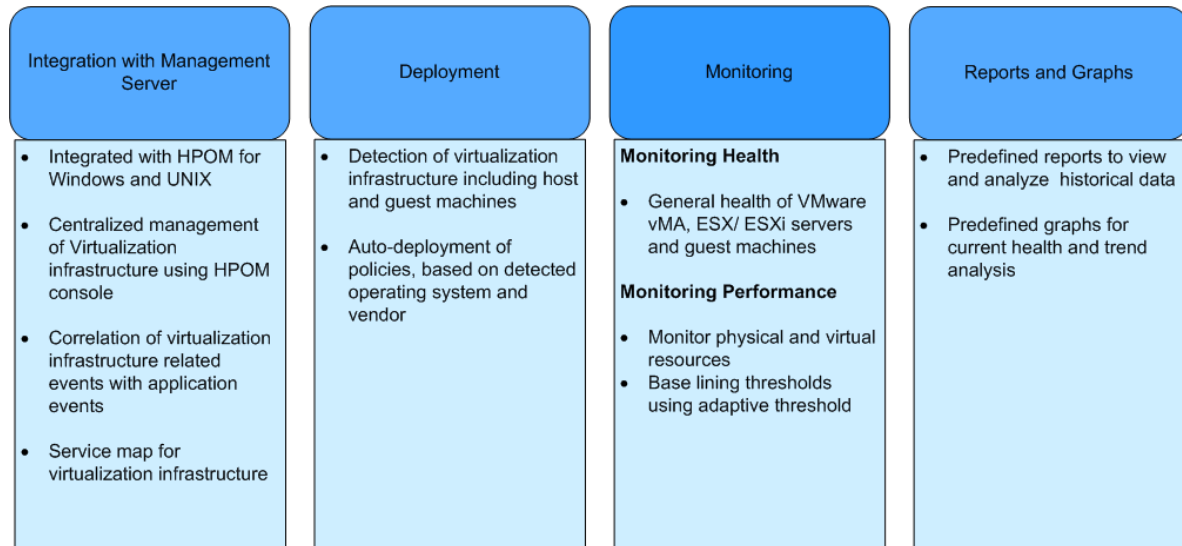 Integration with Management
Server
Integrated with HPOM for
Windows and UNIX
Centralized management
of Virtualization
infrastructure using HPOM
console
Correlation of virtualization
infrastructure related
events with application
events
Service map for
virtualization infrastructure
Deployment
Detection of virtualization
infrastructure including host
and guest machines
Auto-deployment of
policies, based on detected
operating system and
vendor
Monitoring
Monitoring Health
General health of VMware
vMA, ESX/ ESXi servers
and guest machines
Monitoring Performance
Monitor physical and virtual
resources
Base lining thresholds
using adaptive threshold
Reports and Graphs
Predefined reports to view
and analyze historical data
Predefined graphs for
current health and trend
analysis